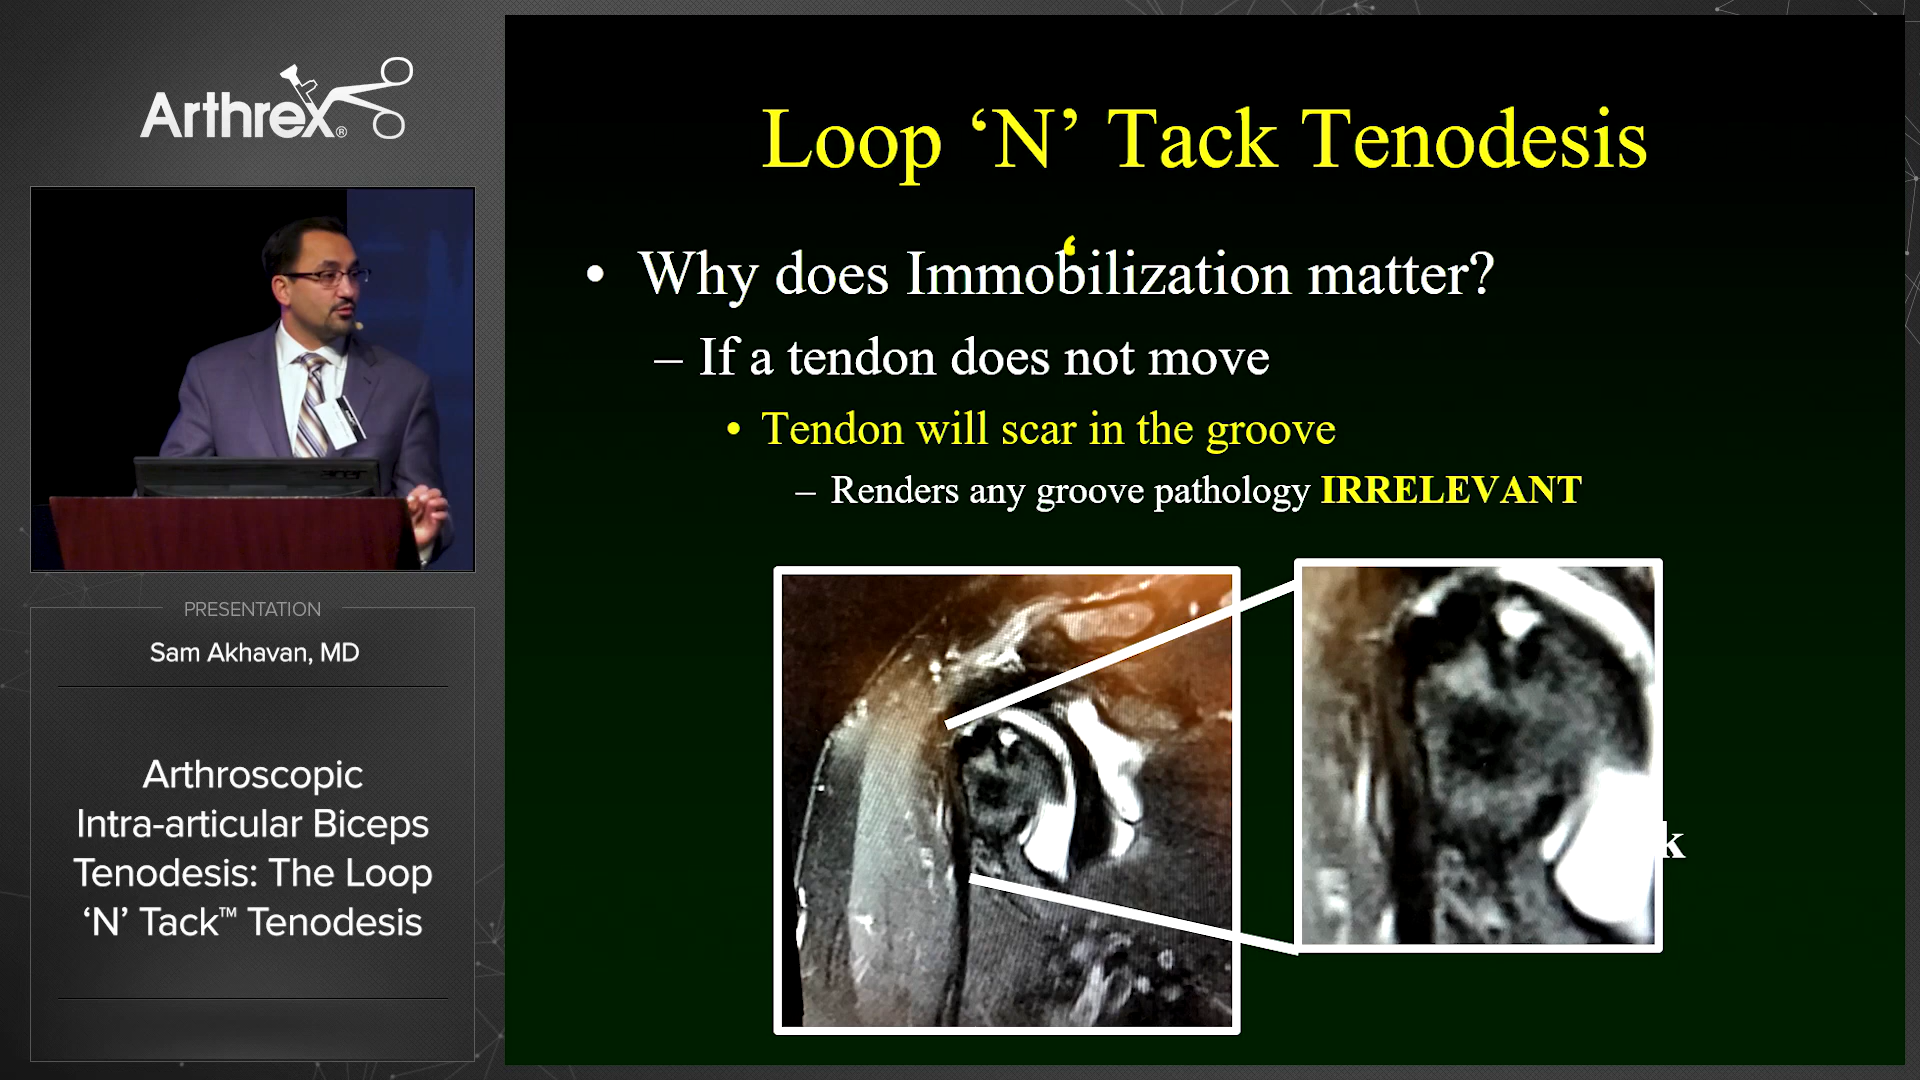 Arthrex®
PRESENTATION
Sam Akhavan, MD
Arthroscopic
Intra-articular Biceps
Tenodesis: The Loop
‘N’ Tack™ Tenodesis
Loop ‘N’ Tack Tenodesis
‘
• Why does Immobilization matter?
– If a tendon does not move
• Tendon will scar in the groove
– Renders any groove pathology IRRELEVANT
k
acer